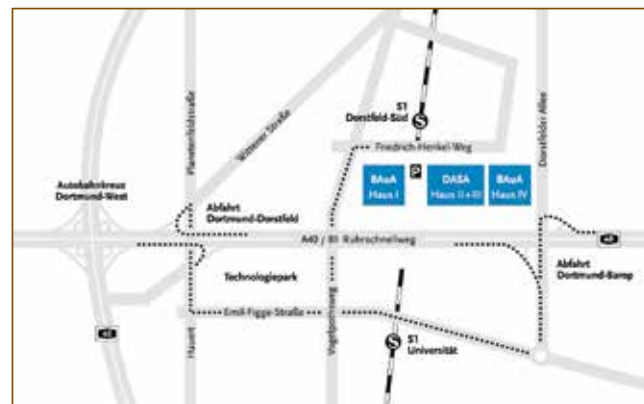 S1
Dorstfeld-Süd
S
Planetenfeldstraße
Wittener Straße
Dorstfelder Allee
Friedrich-Henkel-Weg
P
BAuA
Haus I
DASA
Haus II + III
BAuA
Haus IV
Autobahnkreuz
Dortmund-West
Abfahrt
Dortmund-Dorstfeld
A40 / B1 Ruhrschnellweg
Abfahrt
Dortmund-Barop
Technologiepark
Emil-Figge-Straße
Vogelpothsweg
Hauert
S
S1
Universität